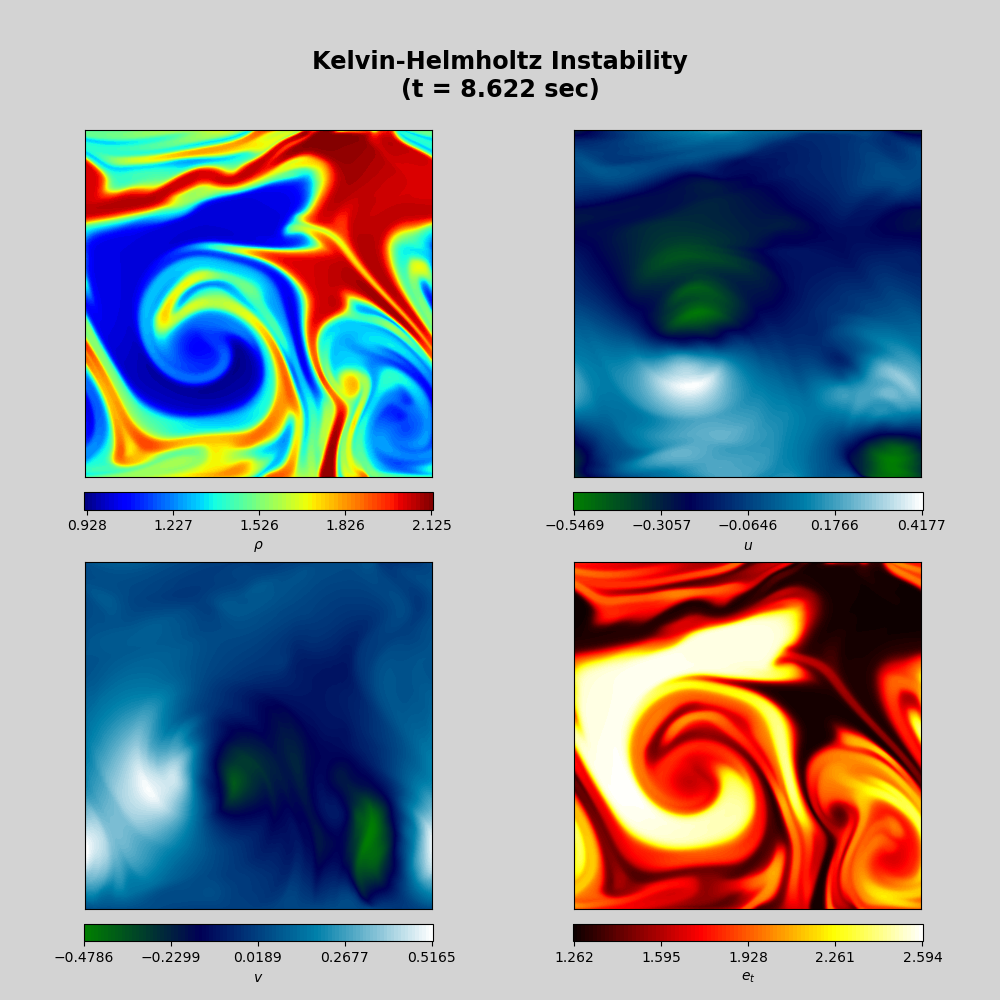 Kelvin-Helmholtz Instability
(t = 8.622 sec)
0.928 1.227 1.526 1.826 2.125
ρ
−0.5469 −0.3057 −0.0646 0.1766 0.4177
u
−0.4786 −0.2299 0.0189 0.2677 0.5165
v
1.262 1.595 1.928 2.261 2.594
eₜ